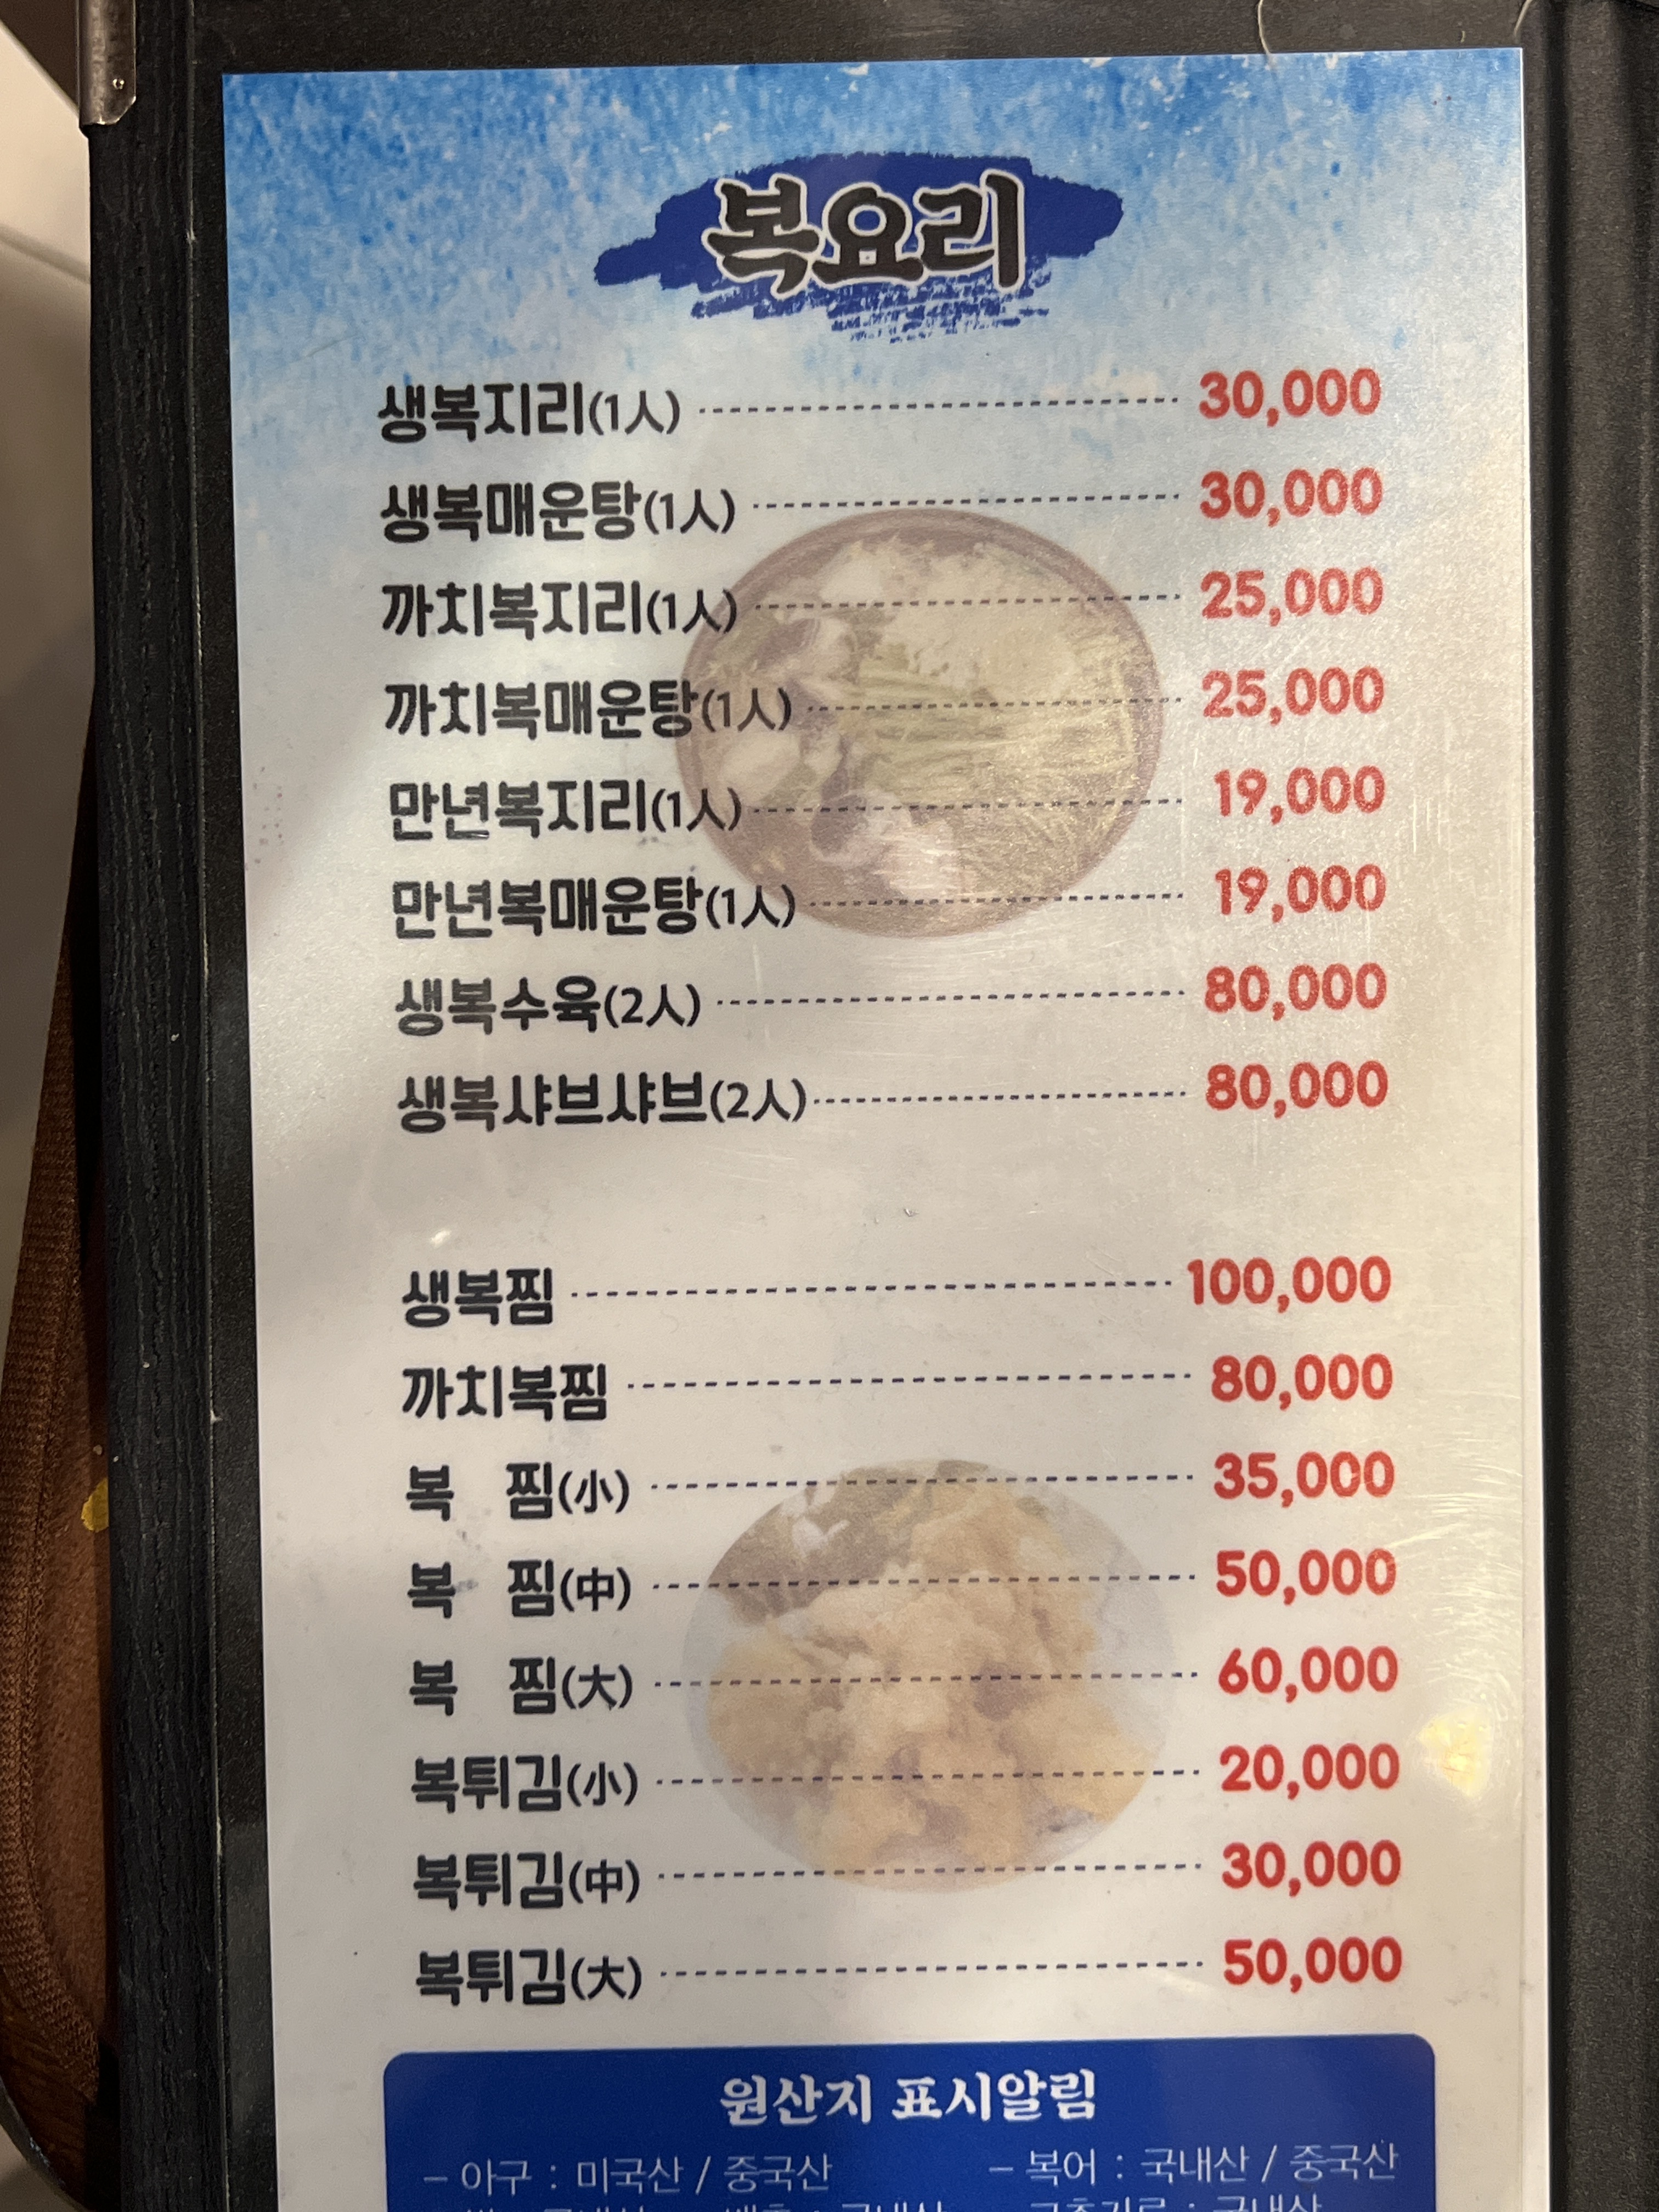 복요리
생복지리(1人) 30,000
생복매운탕(1人) 30,000
까치복지리(1人) 25,000
까치복매운탕(1人) 25,000
만년복지리(1人) 19,000
만년복매운탕(1人) 19,000
생복수육(2人) 80,000
생복샤브샤브(2人) 80,000
생복찜 100,000
까치복찜 80,000
복 찜(小) 35,000
복 찜(中) 50,000
복 찜(大) 60,000
복튀김(小) 20,000
복튀김(中) 30,000
복튀김(大) 50,000
원산지 표시알림
– 아구 : 미국산 / 중국산 – 복어 : 국내산 / 중국산